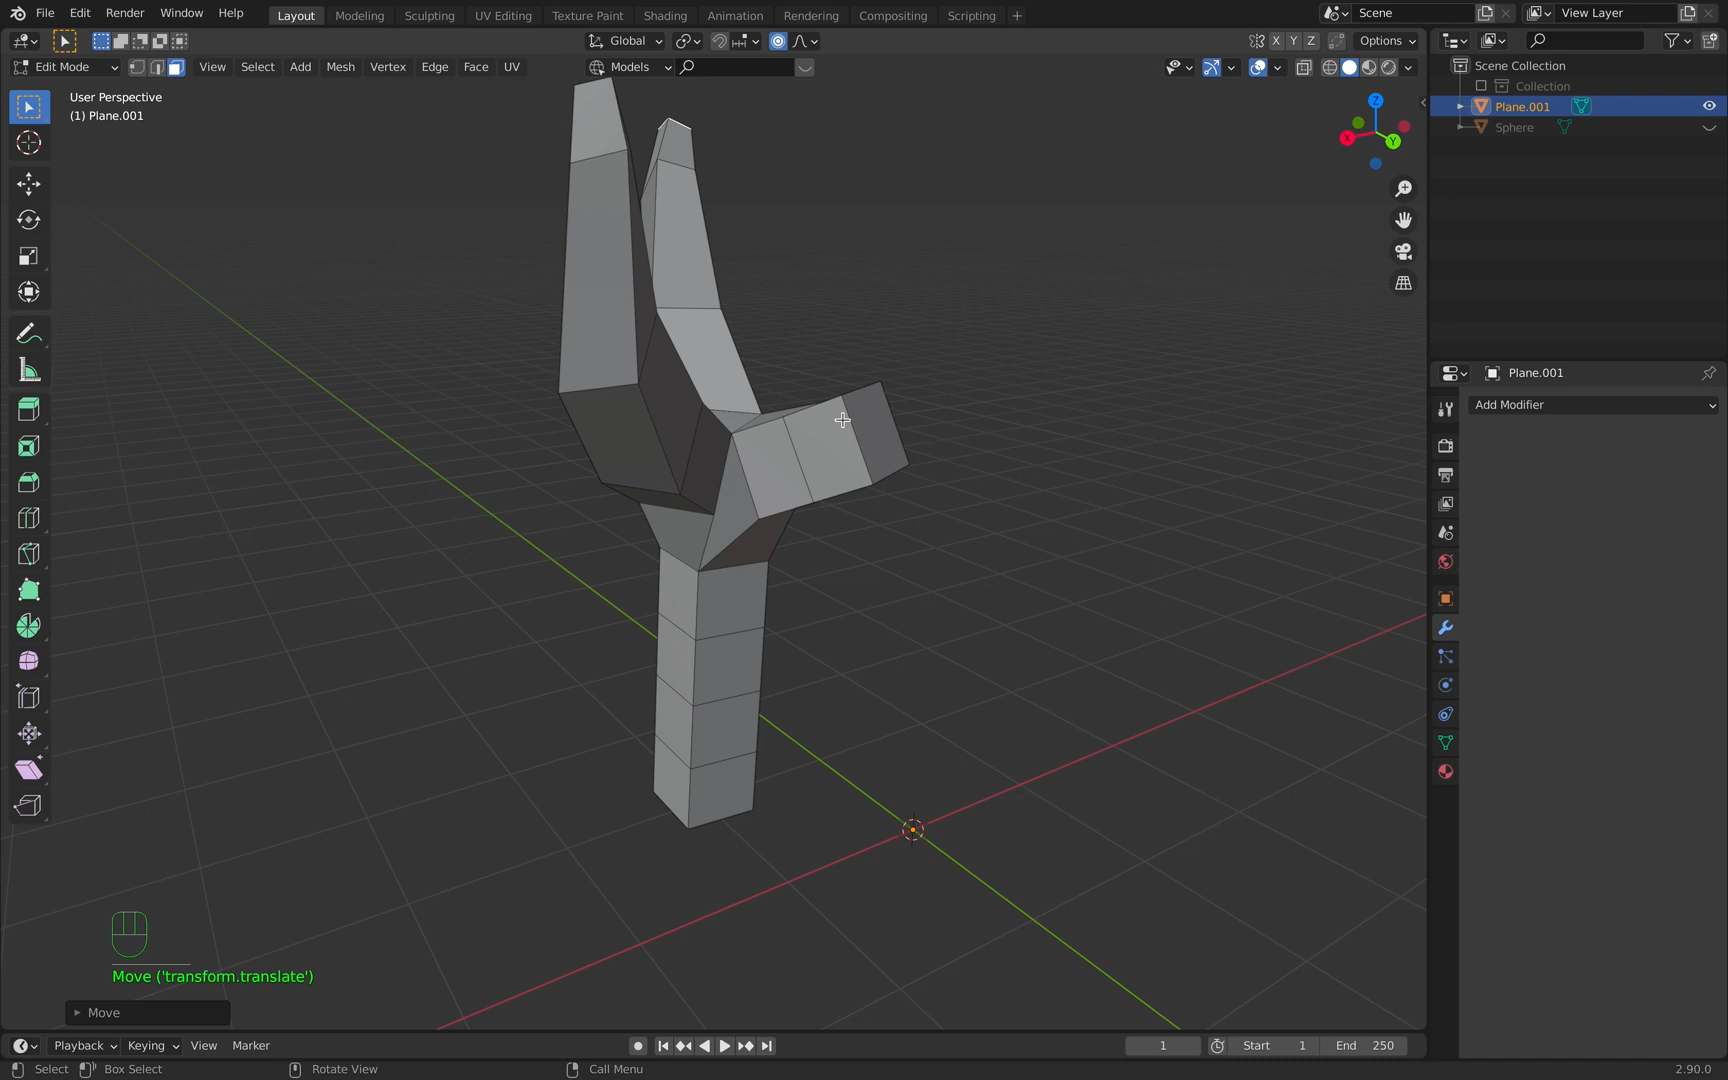 File Edit Render Window Help Layout Modeling Sculpting UV Editing Texture Paint Shading Animation Rendering Compositing Scripting + Scene View Layer
Global X Y Z Options
Edit Mode View Select Add Mesh Vertex Edge Face UV Models
User Perspective
(1) Plane.001
Scene Collection
Collection
Plane.001
Sphere
Z
X
Y
Plane.001
Add Modifier
Move ('transform.translate')
Move
Playback Keying View Marker 1 Start 1 End 250
Select Box Select Rotate View Call Menu 2.90.0